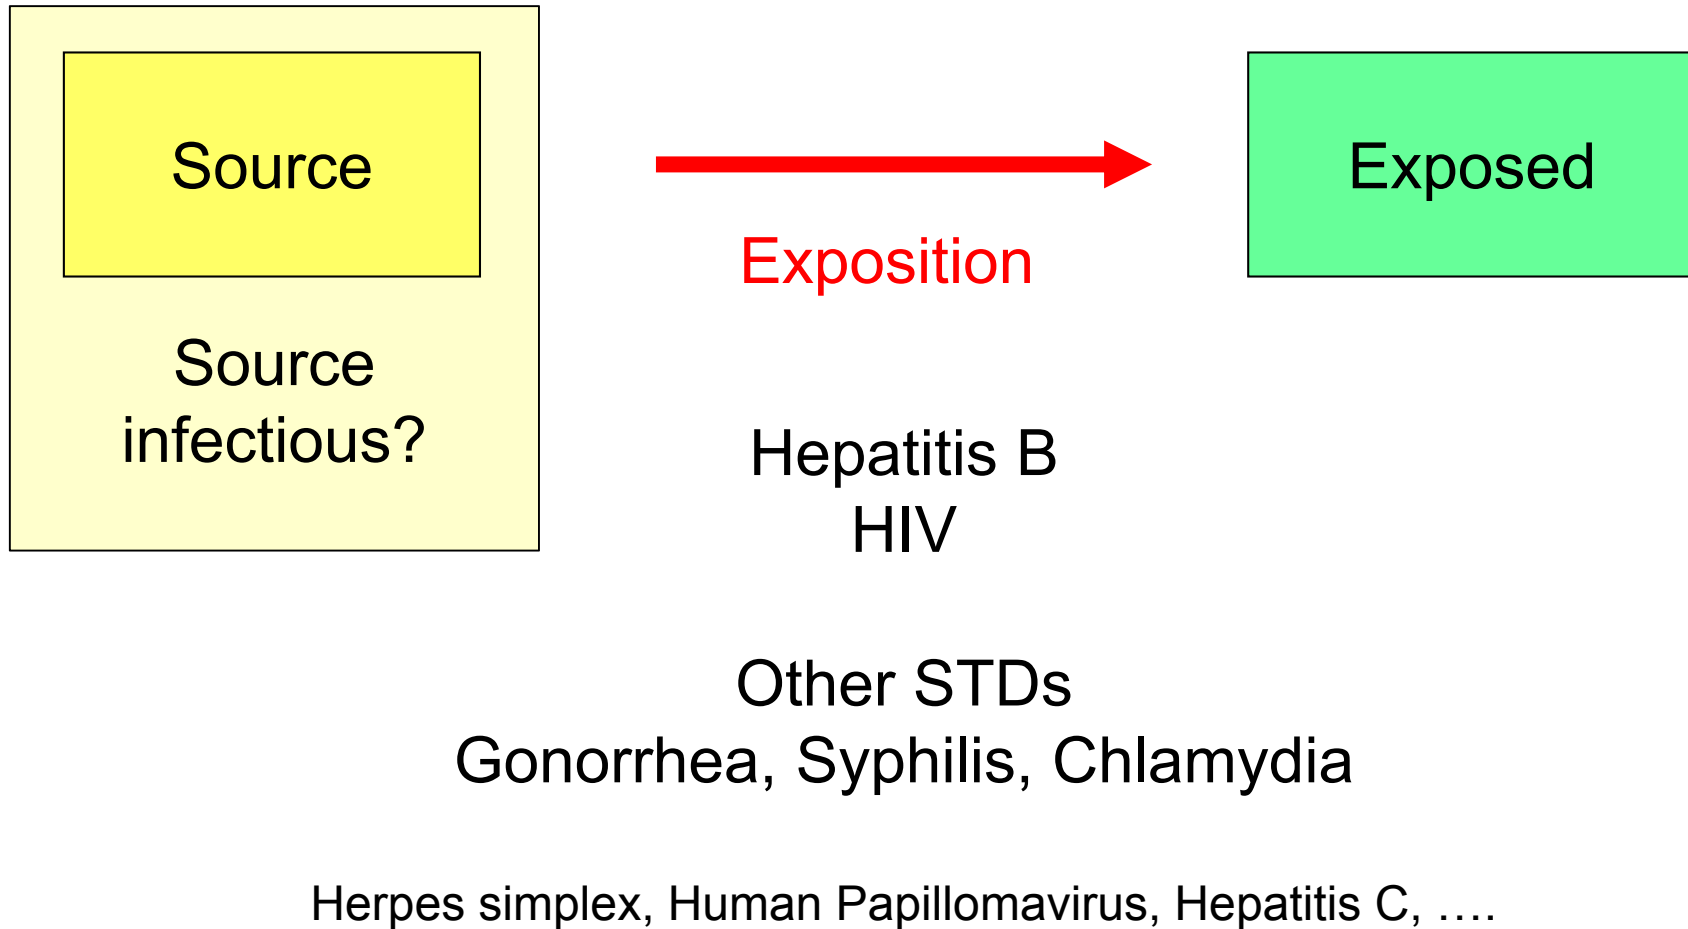 Source
Exposed
Exposition
Source
infectious?
Hepatitis B
HIV
Other STDs
Gonorrhea, Syphilis, Chlamydia
Herpes simplex, Human Papillomavirus, Hepatitis C, ….